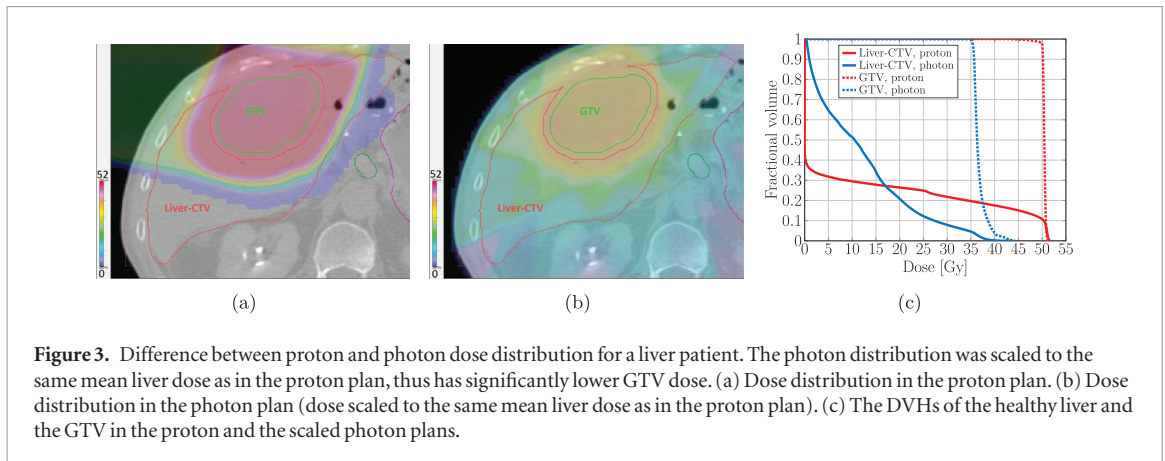 GTV
Liver-CTV
52
0
(a)
GTV
Liver-CTV
52
0
(b)
1
0.9
0.8
0.7
0.6
0.5
0.4
0.3
0.2
0.1
0
Fractional volume
Liver-CTV, proton
Liver-CTV, photon
GTV, proton
GTV, photon
0 5 10 15 20 25 30 35 40 45 50 55
Dose [Gy]
(c)
Figure 3. Difference between proton and photon dose distribution for a liver patient. The photon distribution was scaled to the
same mean liver dose as in the proton plan, thus has significantly lower GTV dose. (a) Dose distribution in the proton plan. (b) Dose
distribution in the photon plan (dose scaled to the same mean liver dose as in the proton plan). (c) The DVHs of the healthy liver and
the GTV in the proton and the scaled photon plans.